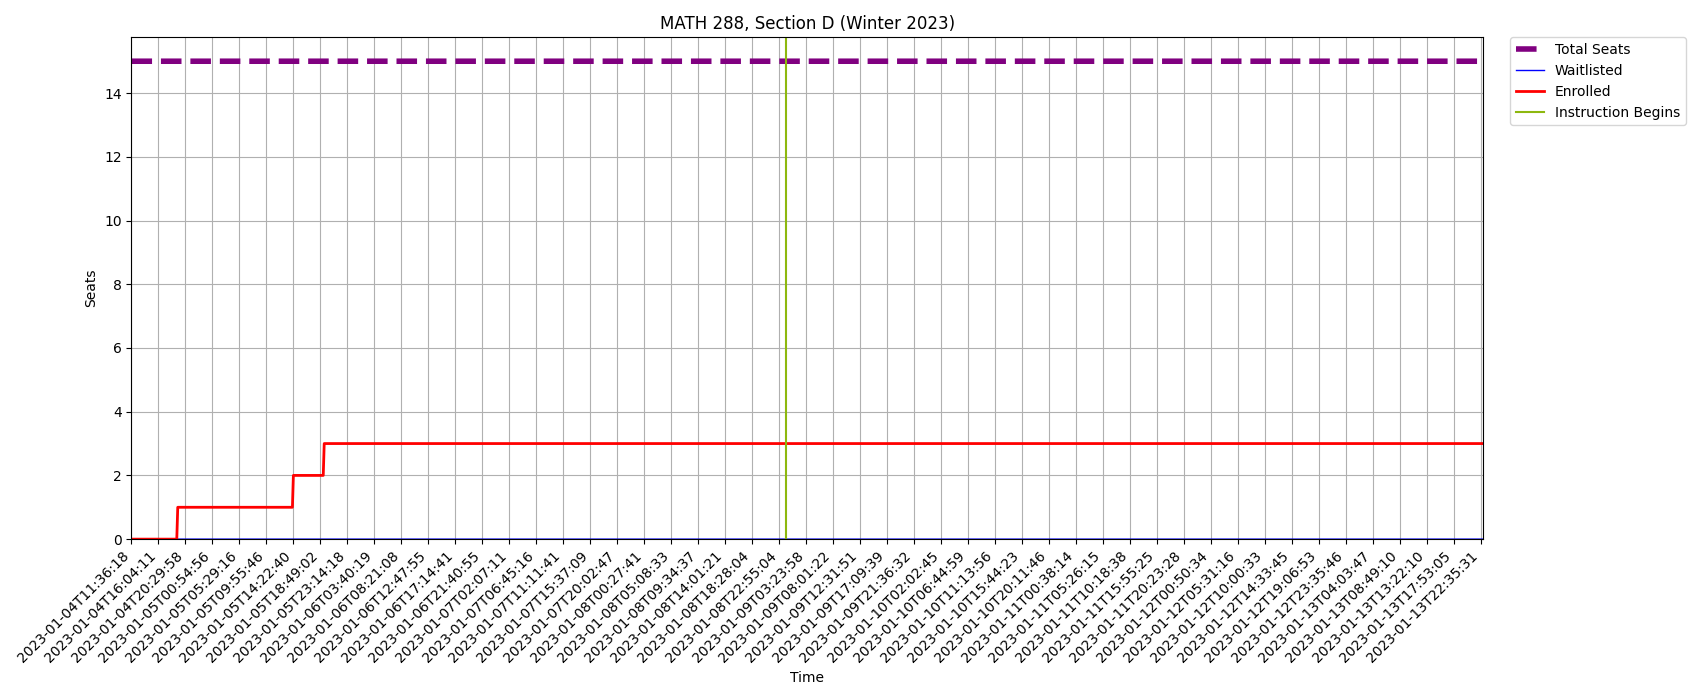 MATH 288, Section D (Winter 2023)
Total Seats
Waitlisted
Enrolled
Instruction Begins
Seats
14
12
10
8
6
4
2
0
2023-01-04T11:36:18
2023-01-04T16:04:11
2023-01-04T20:29:58
2023-01-05T00:54:56
2023-01-05T05:29:16
2023-01-05T09:55:46
2023-01-05T14:22:40
2023-01-05T18:49:02
2023-01-05T23:14:18
2023-01-06T03:40:19
2023-01-06T08:21:08
2023-01-06T12:47:55
2023-01-06T17:14:41
2023-01-06T21:40:55
2023-01-07T02:07:11
2023-01-07T06:45:16
2023-01-07T11:11:41
2023-01-07T15:37:09
2023-01-07T20:02:47
2023-01-08T00:27:41
2023-01-08T05:08:33
2023-01-08T09:34:37
2023-01-08T14:01:21
2023-01-08T18:28:04
2023-01-08T22:55:04
2023-01-09T03:23:58
2023-01-09T08:01:22
2023-01-09T12:31:51
2023-01-09T17:09:39
2023-01-09T21:36:32
2023-01-10T02:02:45
2023-01-10T06:44:59
2023-01-10T11:13:56
2023-01-10T15:44:23
2023-01-10T20:11:46
2023-01-11T00:38:14
2023-01-11T05:26:15
2023-01-11T10:18:38
2023-01-11T15:55:25
2023-01-11T20:23:28
2023-01-12T00:50:34
2023-01-12T05:31:16
2023-01-12T10:00:33
2023-01-12T14:33:45
2023-01-12T19:06:53
2023-01-12T23:35:46
2023-01-13T04:03:47
2023-01-13T08:49:10
2023-01-13T13:22:10
2023-01-13T17:53:05
2023-01-13T22:35:31
Time